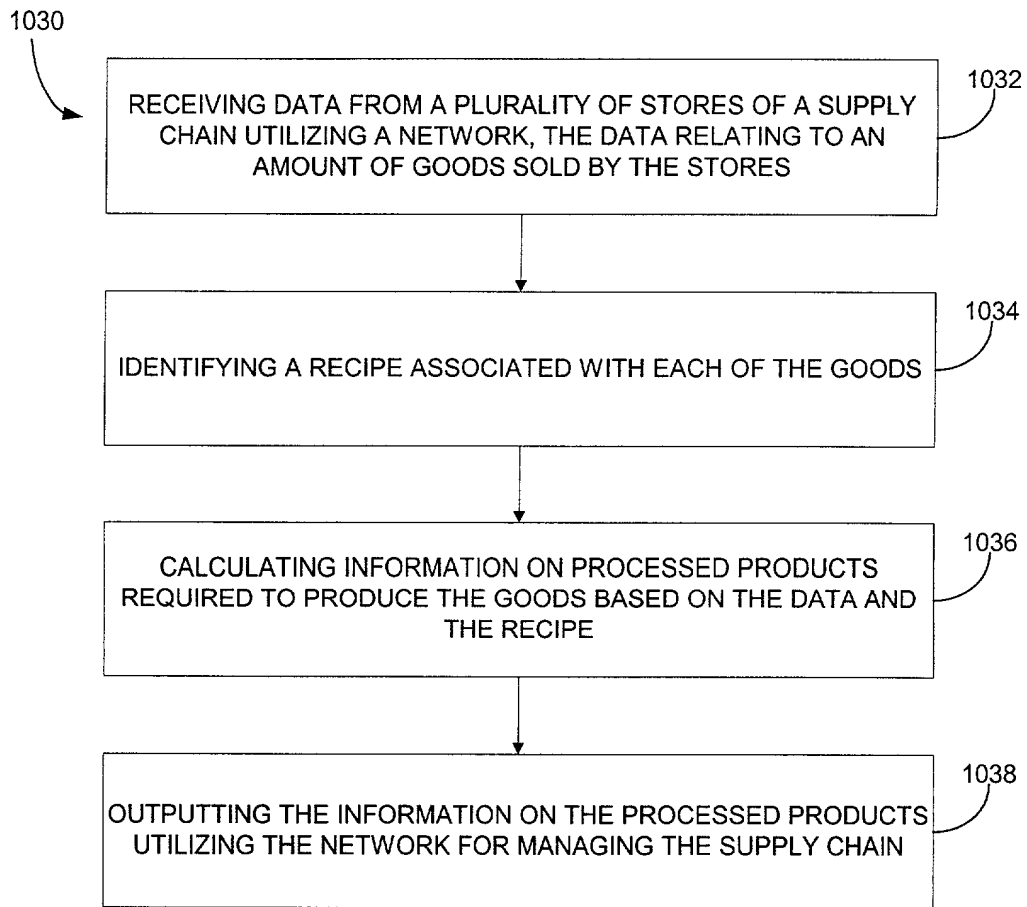 1030
1032
RECEIVING DATA FROM A PLURALITY OF STORES OF A SUPPLY
CHAIN UTILIZING A NETWORK, THE DATA RELATING TO AN
AMOUNT OF GOODS SOLD BY THE STORES
1034
IDENTIFYING A RECIPE ASSOCIATED WITH EACH OF THE GOODS
1036
CALCULATING INFORMATION ON PROCESSED PRODUCTS
REQUIRED TO PRODUCE THE GOODS BASED ON THE DATA AND
THE RECIPE
1038
OUTPUTTING THE INFORMATION ON THE PROCESSED PRODUCTS
UTILIZING THE NETWORK FOR MANAGING THE SUPPLY CHAIN